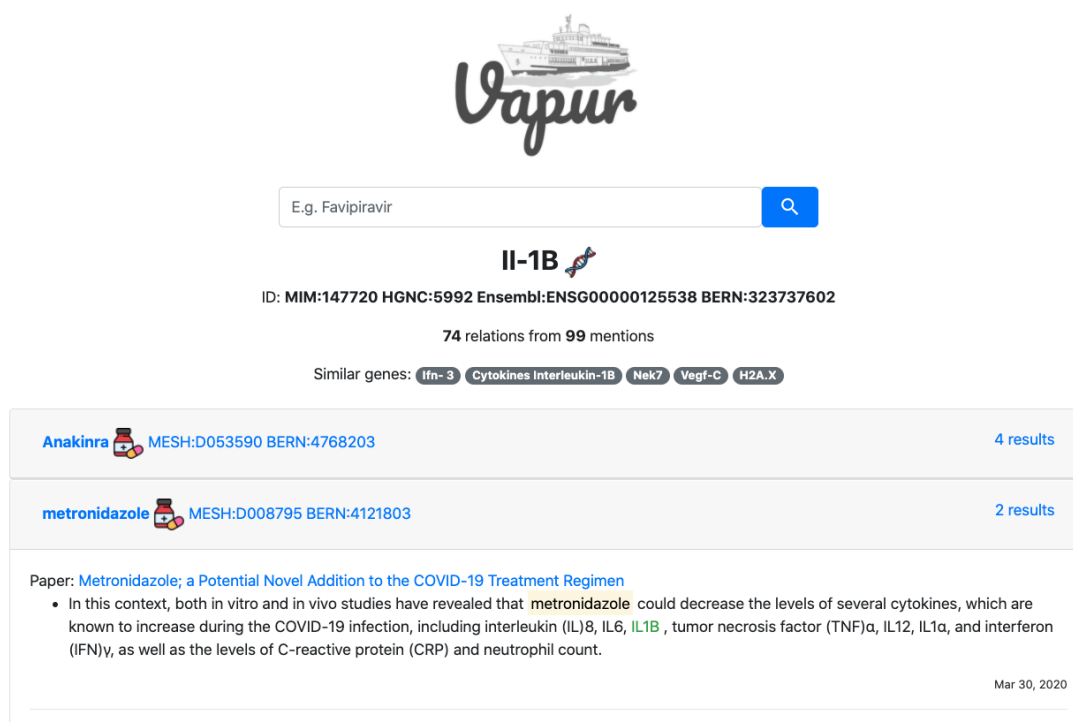 Vapur
E.g. Favipiravir
Il-1B
ID: MIM:147720 HGNC:5992 Ensembl:ENSG00000125538 BERN:323737602
74 relations from 99 mentions
Similar genes: Ifn- 3 Cytokines Interleukin-1B Nek7 Vegf-C H2A.X
Anakinra MESH:D053590 BERN:4768203 4 results
metronidazole MESH:D008795 BERN:4121803 2 results
Paper: Metronidazole; a Potential Novel Addition to the COVID-19 Treatment Regimen
• In this context, both in vitro and in vivo studies have revealed that metronidazole could decrease the levels of several cytokines, which are
known to increase during the COVID-19 infection, including interleukin (IL)8, IL6, IL1B , tumor necrosis factor (TNF)α, IL12, IL1α, and interferon
(IFN)γ, as well as the levels of C-reactive protein (CRP) and neutrophil count.
Mar 30, 2020